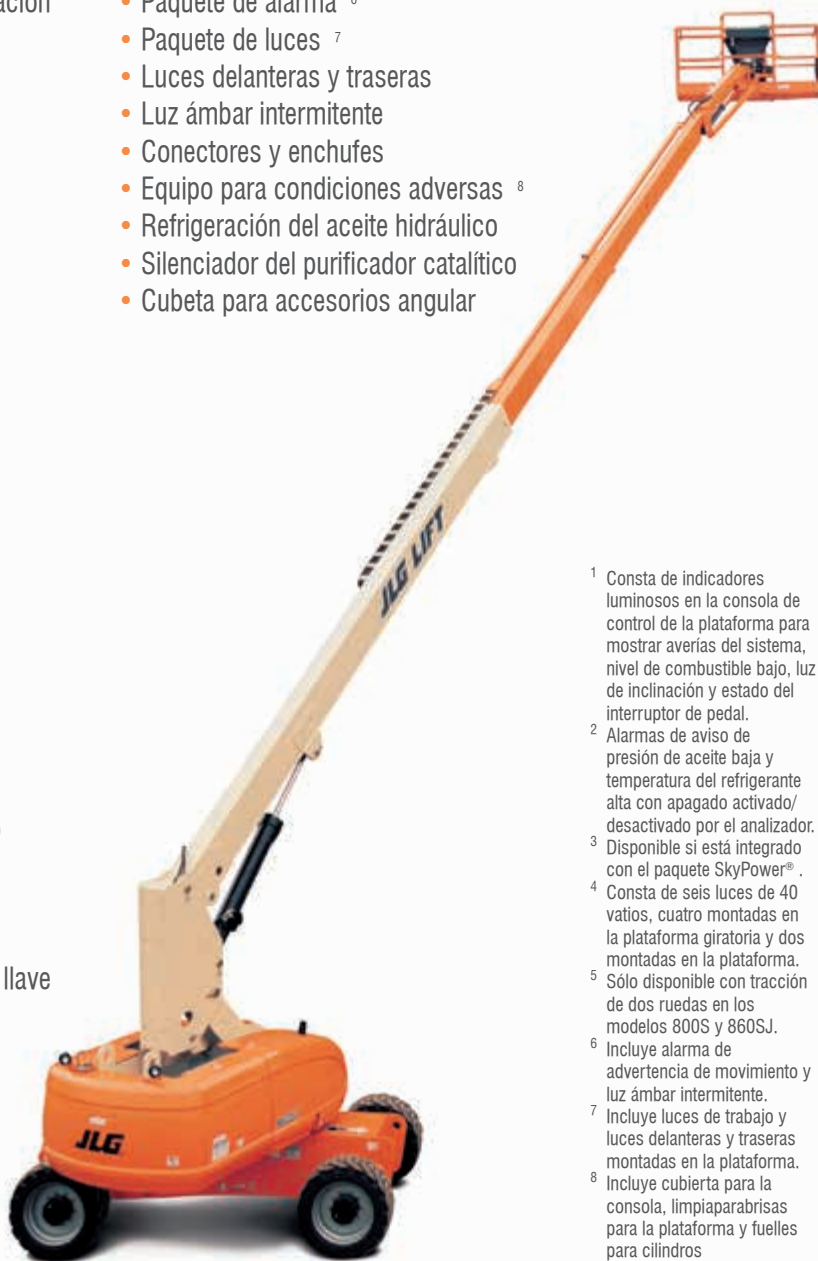 ación
• Paquete de alarma 6
• Paquete de luces 7
• Luces delanteras y traseras
• Luz ámbar intermitente
• Conectores y enchufes
• Equipo para condiciones adversas 8
• Refrigeración del aceite hidráulico
• Silenciador del purificador catalítico
• Cubeta para accesorios angular
llave
JLG LIFT
JLG
1 Consta de indicadores
luminosos en la consola de
control de la plataforma para
mostrar averías del sistema,
nivel de combustible bajo, luz
de inclinación y estado del
interruptor de pedal.
2 Alarmas de aviso de
presión de aceite baja y
temperatura del refrigerante
alta con apagado activado/
desactivado por el analizador.
3 Disponible si está integrado
con el paquete SkyPower® .
4 Consta de seis luces de 40
vatios, cuatro montadas en
la plataforma giratoria y dos
montadas en la plataforma.
5 Sólo disponible con tracción
de dos ruedas en los
modelos 800S y 860SJ.
6 Incluye alarma de
advertencia de movimiento y
luz ámbar intermitente.
7 Incluye luces de trabajo y
luces delanteras y traseras
montadas en la plataforma.
8 Incluye cubierta para la
consola, limpiaparabrisas
para la plataforma y fuelles
para cilindros